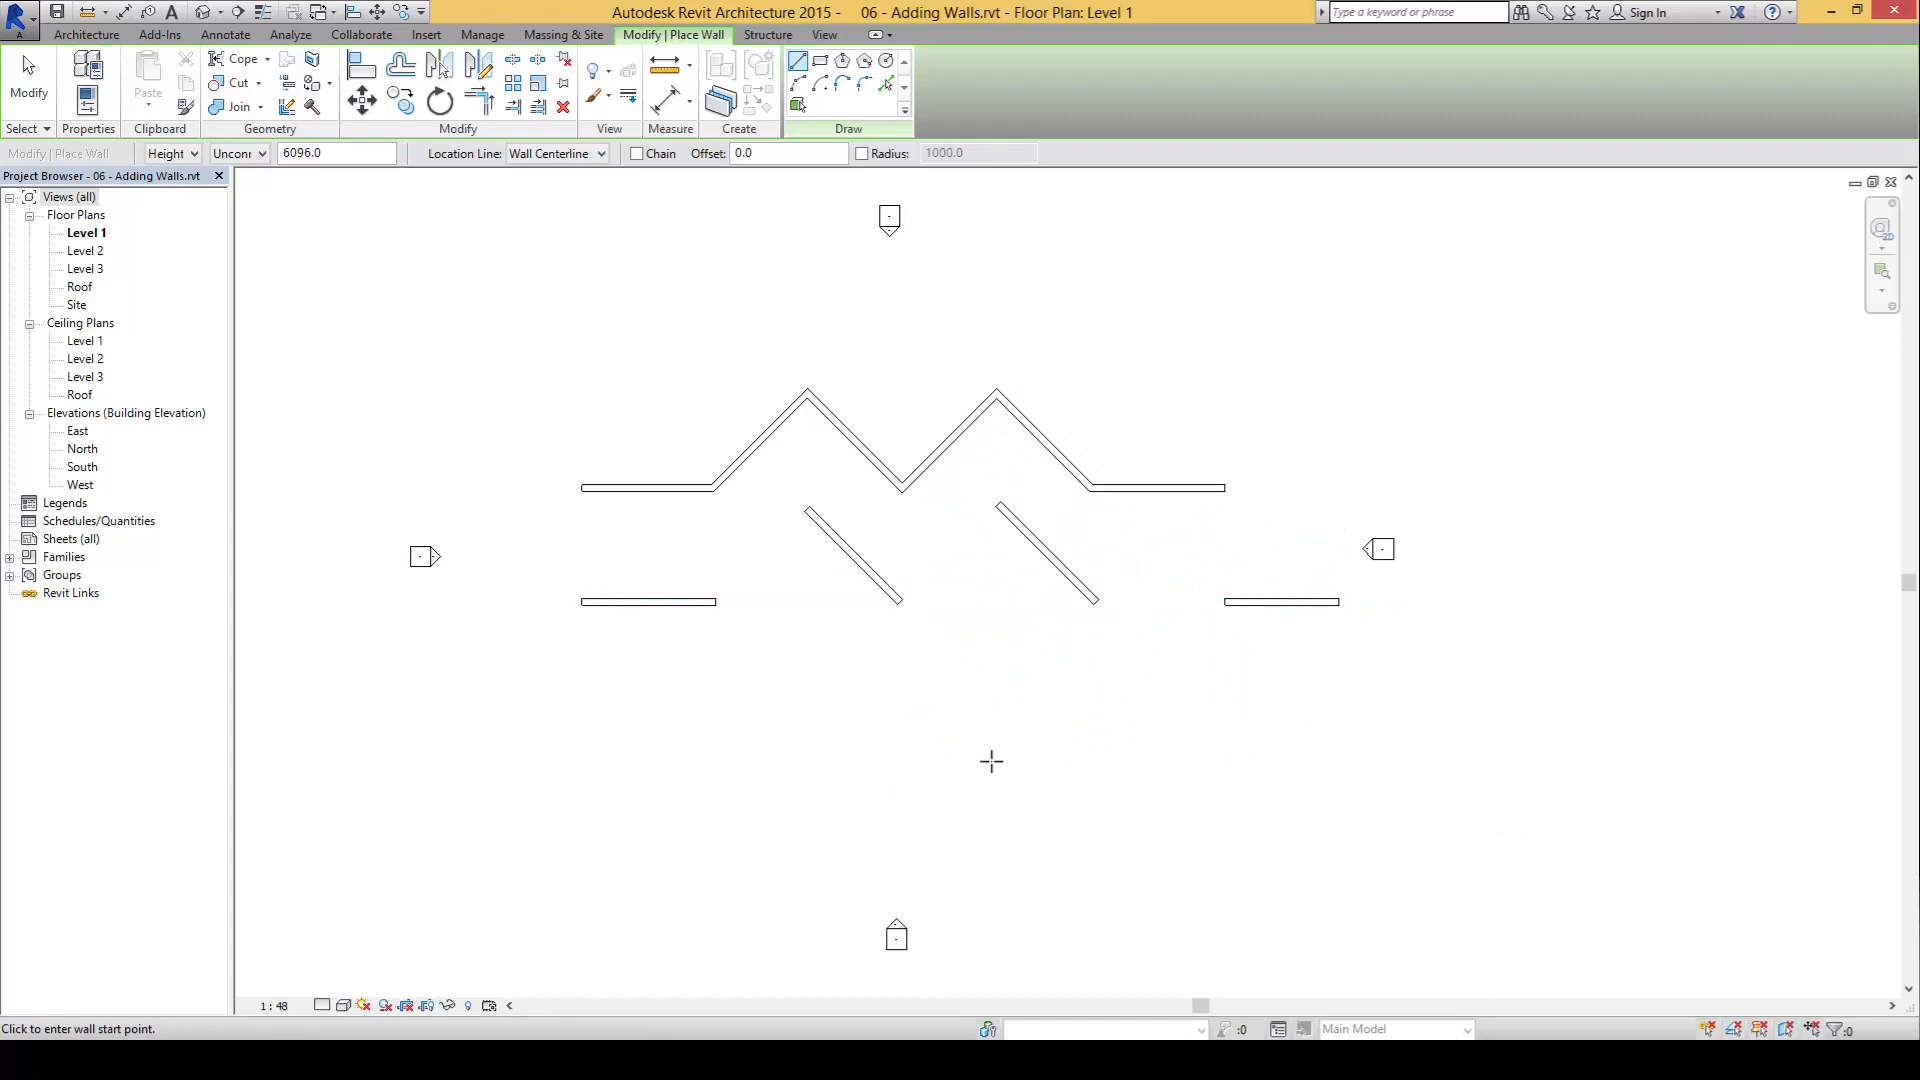 Autodesk Revit Architecture 2015 - 06 - Adding Walls.rvt - Floor Plan: Level 1
Type a keyword or phrase
Sign In
Architecture Add-Ins Annotate Analyze Collaborate Insert Manage Massing & Site Modify | Place Wall Structure View
Modify
Paste
Cope
Cut
Join
Select Properties Clipboard Geometry Modify View Measure Create Draw
Modify | Place Wall Height Unconr 6096.0 Location Line: Wall Centerline Chain Offset: 0.0 Radius: 1000.0
Project Browser - 06 - Adding Walls.rvt
Views (all)
Floor Plans
Level 1
Level 2
Level 3
Roof
Site
Ceiling Plans
Level 1
Level 2
Level 3
Roof
Elevations (Building Elevation)
East
North
South
West
Legends
Schedules/Quantities
Sheets (all)
Families
Groups
Revit Links
2D
1 : 48
Click to enter wall start point.
:0
Main Model
:0